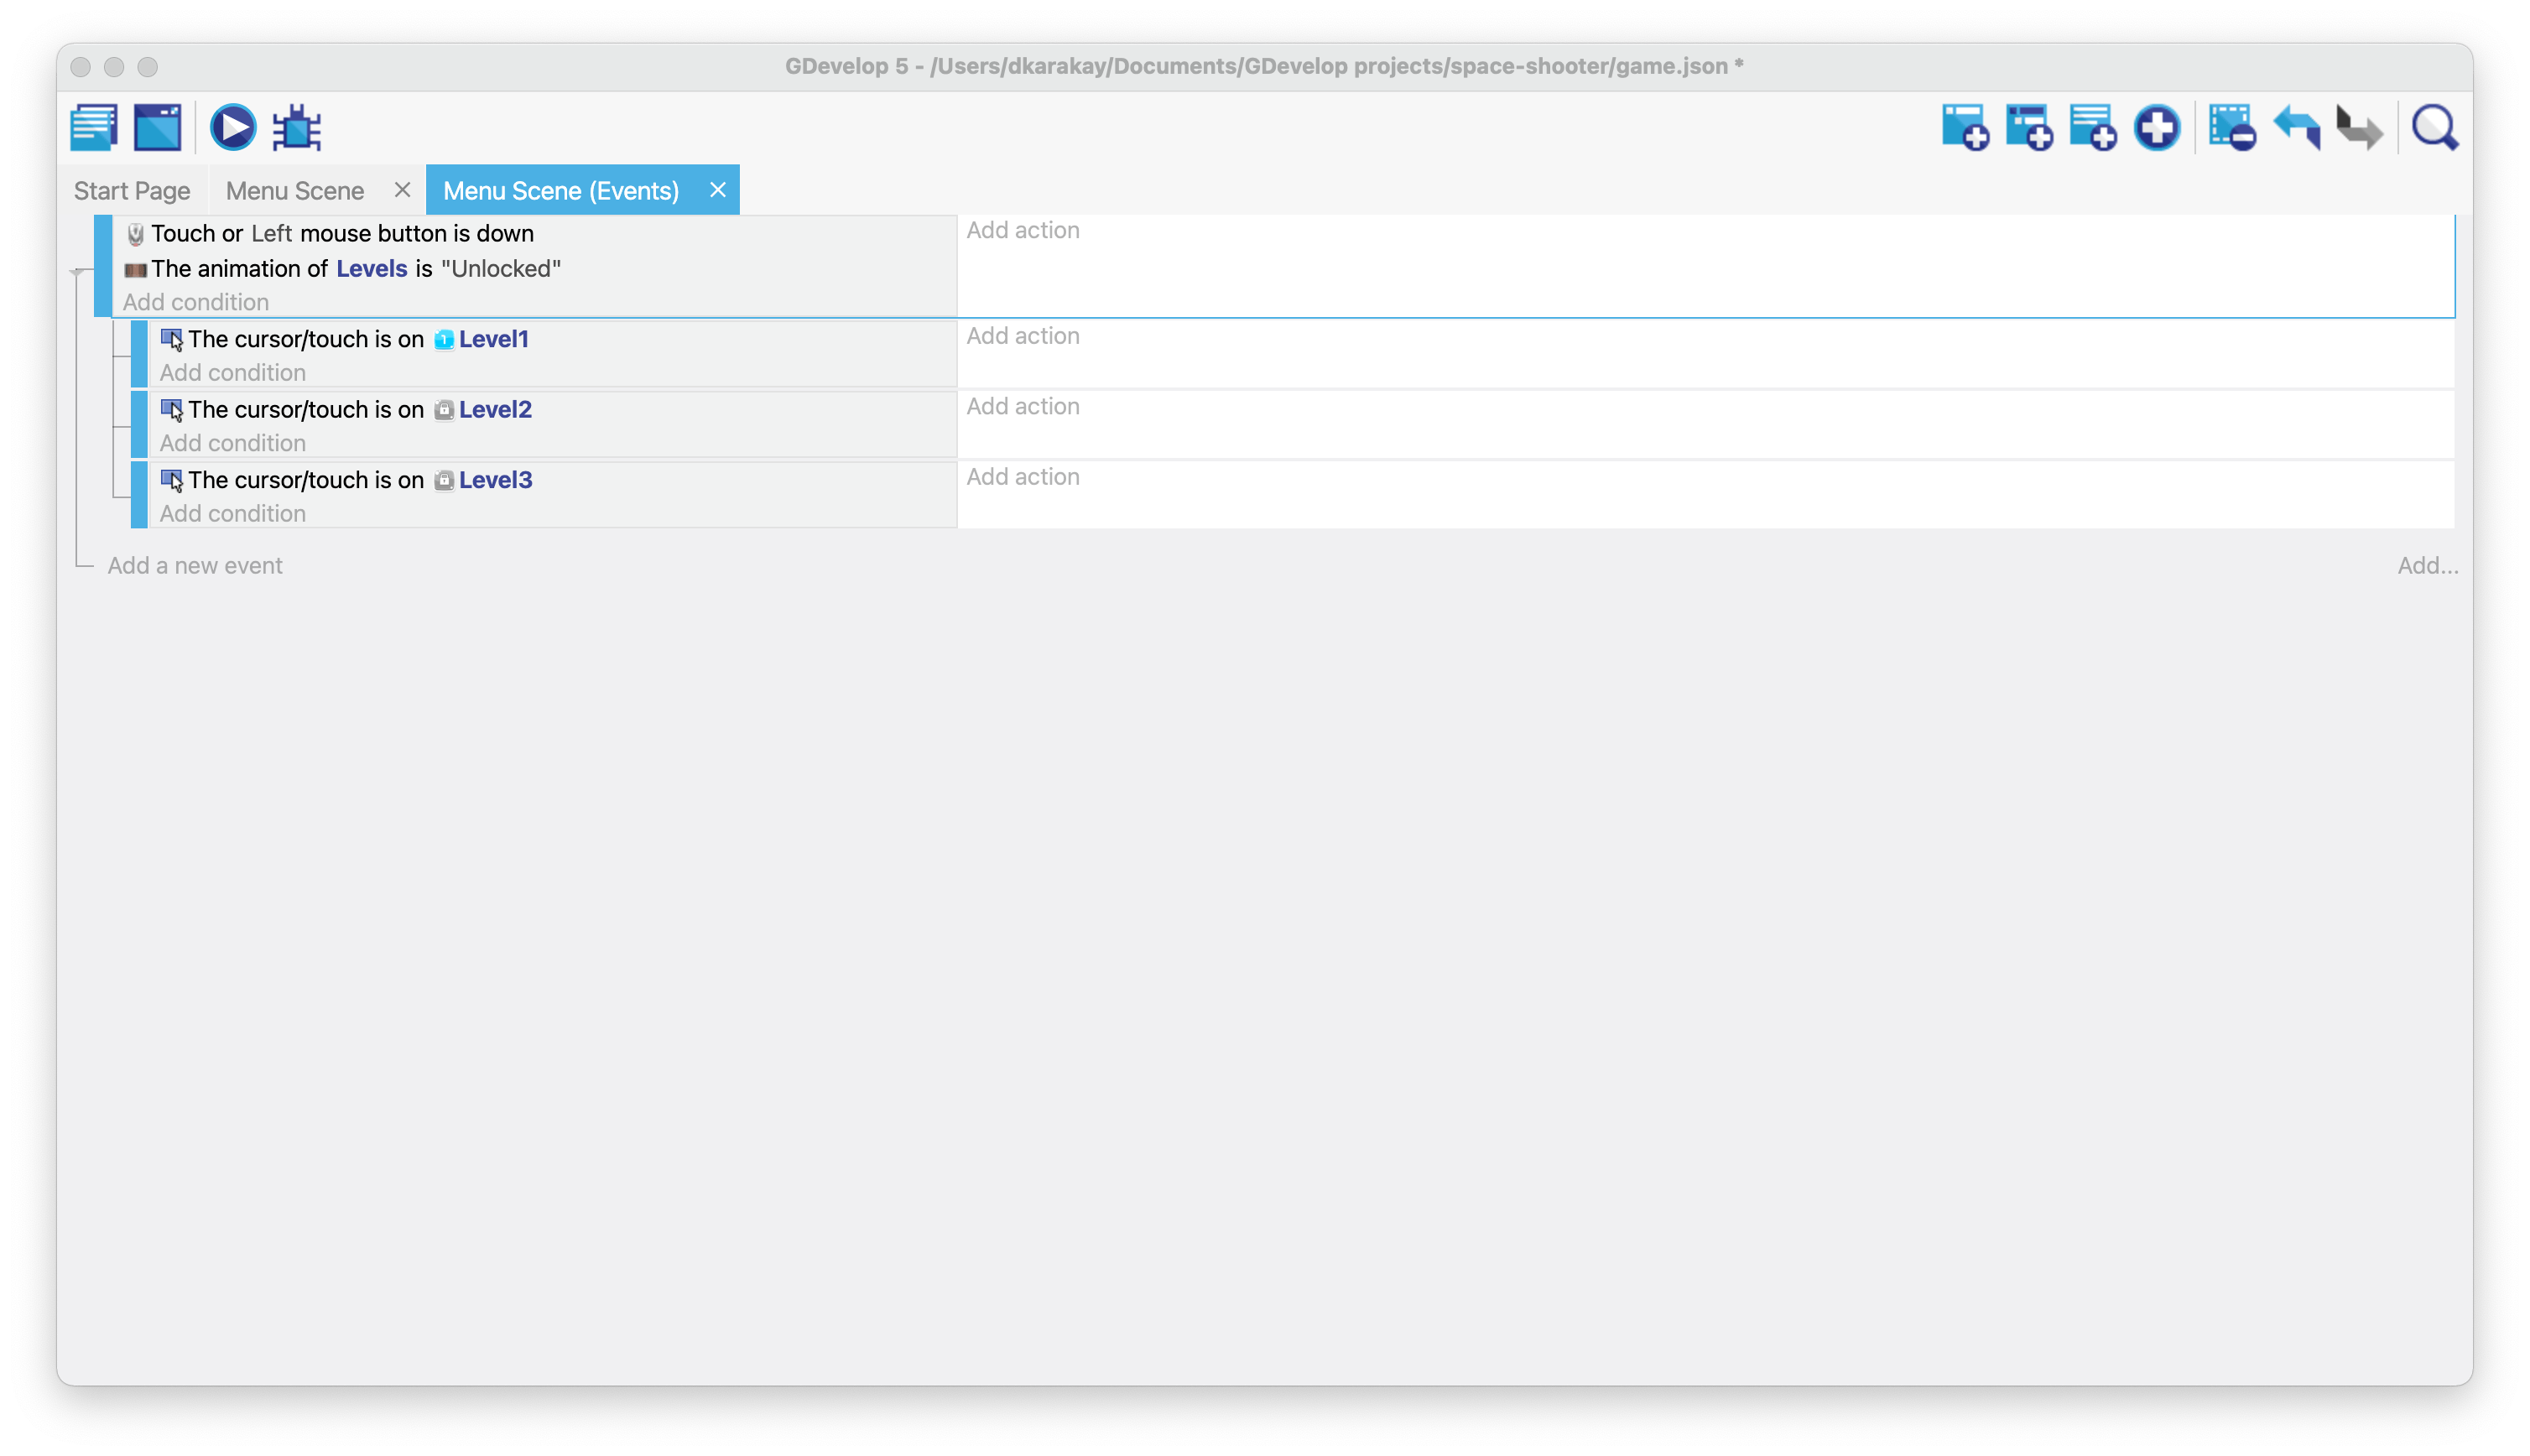 GDevelop 5 - /Users/dkarakay/Documents/GDevelop projects/space-shooter/game.json *
Start Page Menu Scene Menu Scene (Events)
Touch or Left mouse button is down Add action
The animation of Levels is "Unlocked"
Add condition
The cursor/touch is on 1 Level1 Add action
Add condition
The cursor/touch is on Level2 Add action
Add condition
The cursor/touch is on Level3 Add action
Add condition
Add a new event Add...